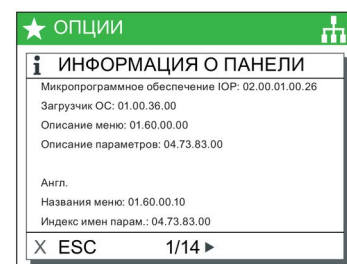 ОПЦИИ
ИНФОРМАЦИЯ О ПАНЕЛИ
Микропрограммное обеспечение IOP: 02.00.01.00.26
Загрузчик ОС: 01.00.36.00
Описание меню: 01.60.00.00
Описание параметров: 04.73.83.00
Англ.
Названия меню: 01.60.00.10
Индекс имен парам.: 04.73.83.00
X ESC 1/14 ▶